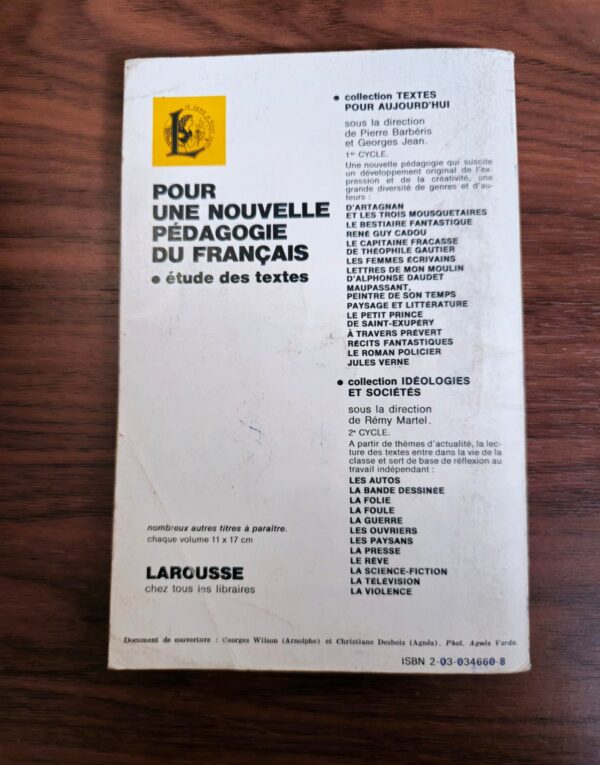 POUR
UNE NOUVELLE
PÉDAGOGIE
DU FRANÇAIS
• étude des textes
nombreux autres titres à paraître.
chaque volume 11 x 17 cm
LAROUSSE
chez tous les libraires
• collection TEXTES
POUR AUJOURD'HUI
sous la direction
de Pierre Barbéris
et Georges Jean.
1er CYCLE.
Une nouvelle pédagogie qui suscite
un développement original de l'ex-
pression et de la créativité, une
grande diversité de genres et d'au-
teurs :
D'ARTAGNAN
ET LES TROIS MOUSQUETAIRES
LE BESTIAIRE FANTASTIQUE
RENÉ GUY CADOU
LE CAPITAINE FRACASSE
DE THÉOPHILE GAUTIER
LES FEMMES ÉCRIVAINS
LETTRES DE MON MOULIN
D'ALPHONSE DAUDET
MAUPASSANT,
PEINTRE DE SON TEMPS
PAYSAGE ET LITTÉRATURE
LE PETIT PRINCE
DE SAINT-EXUPÉRY
À TRAVERS PRÉVERT
RÉCITS FANTASTIQUES
LE ROMAN POLICIER
JULES VERNE
• collection IDÉOLOGIES
ET SOCIÉTÉS
sous la direction
de Rémy Martel.
2e CYCLE.
A partir de thèmes d'actualité, la lec-
ture des textes entre dans la vie de la
classe et sert de base de réflexion au
travail indépendant :
LES AUTOS
LA BANDE DESSINÉE
LA FOLIE
LA FOULE
LA GUERRE
LES OUVRIERS
LES PAYSANS
LA PRESSE
LE RÊVE
LA SCIENCE-FICTION
LA TÉLÉVISION
LA VIOLENCE
Document de couverture : Georges Wilson (Arnolphe) et Christiane Desbois (Agnès). Phot. Agnès Varda.
ISBN 2-03-034660-8